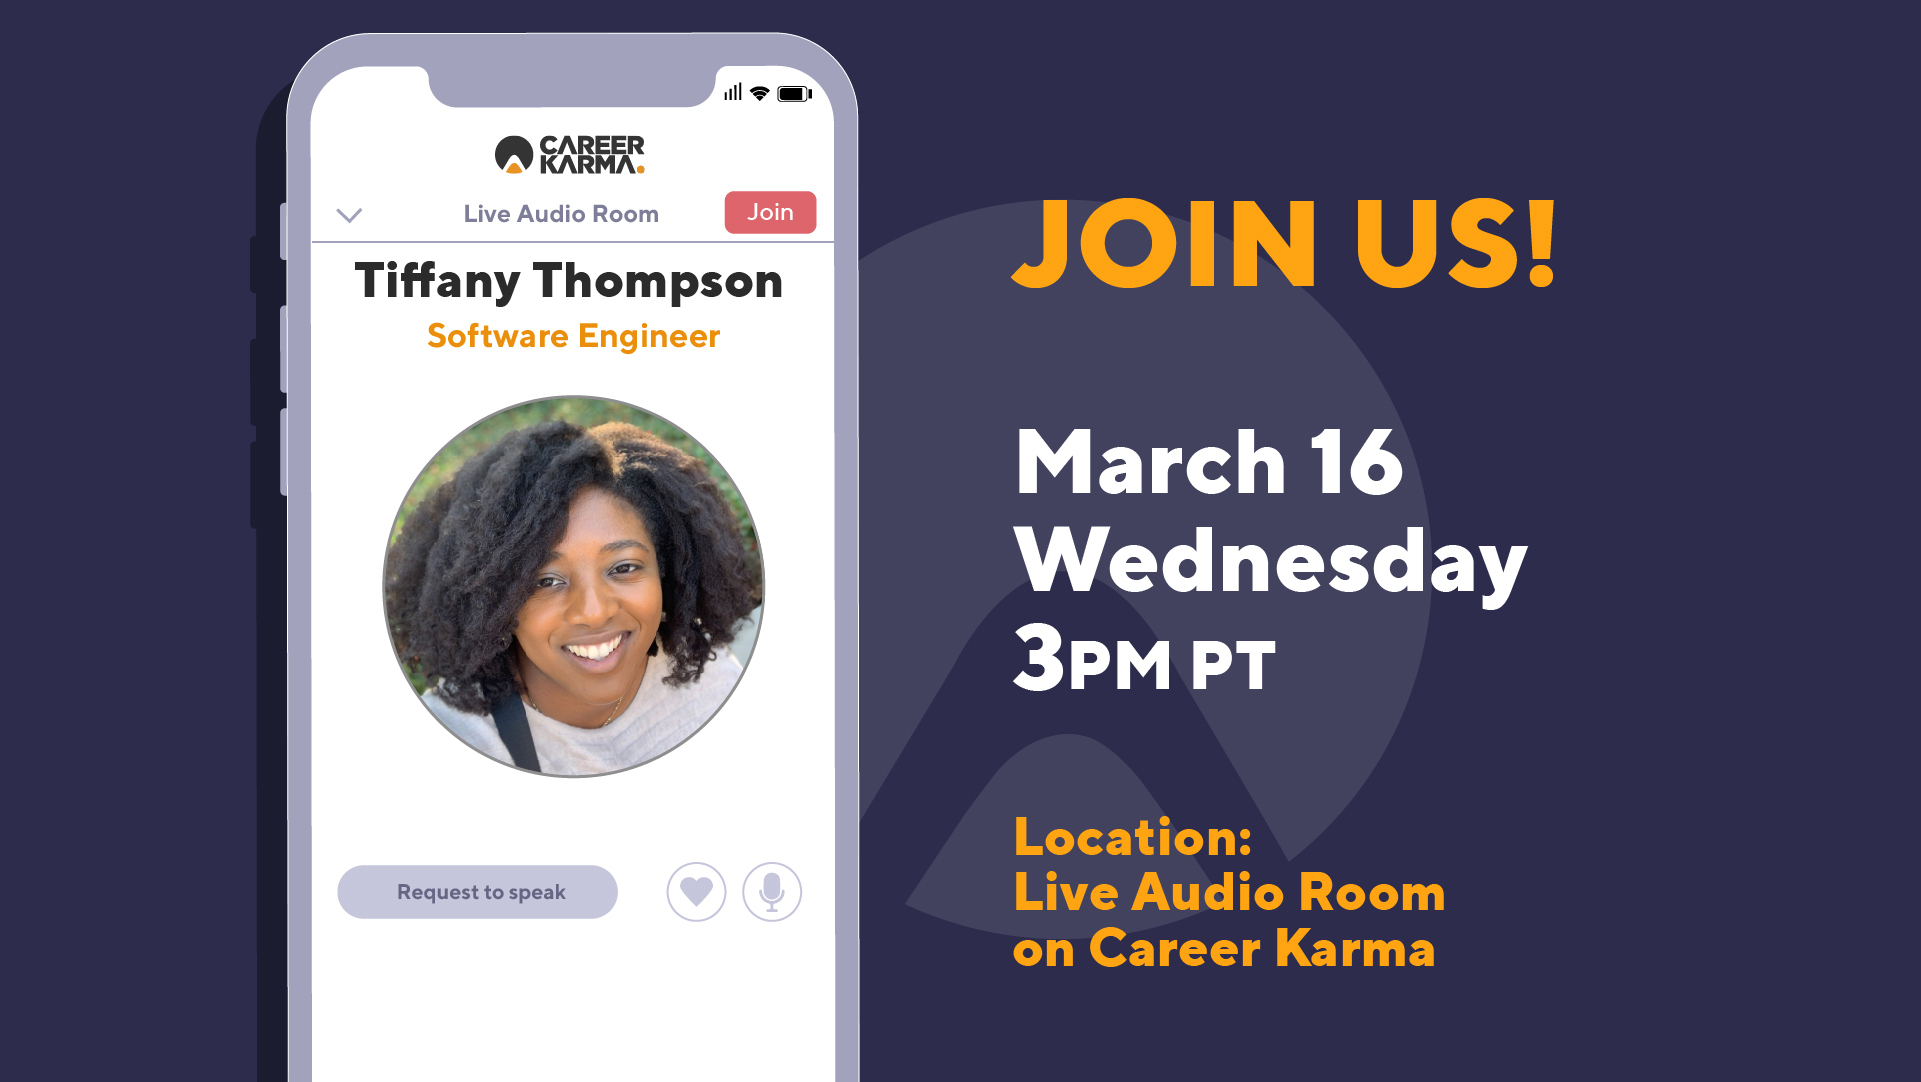 CAREER
KARMA.
Live Audio Room
Join
Tiffany Thompson
Software Engineer
Request to speak
JOIN US!
March 16
Wednesday
3PM PT
Location:
Live Audio Room
on Career Karma